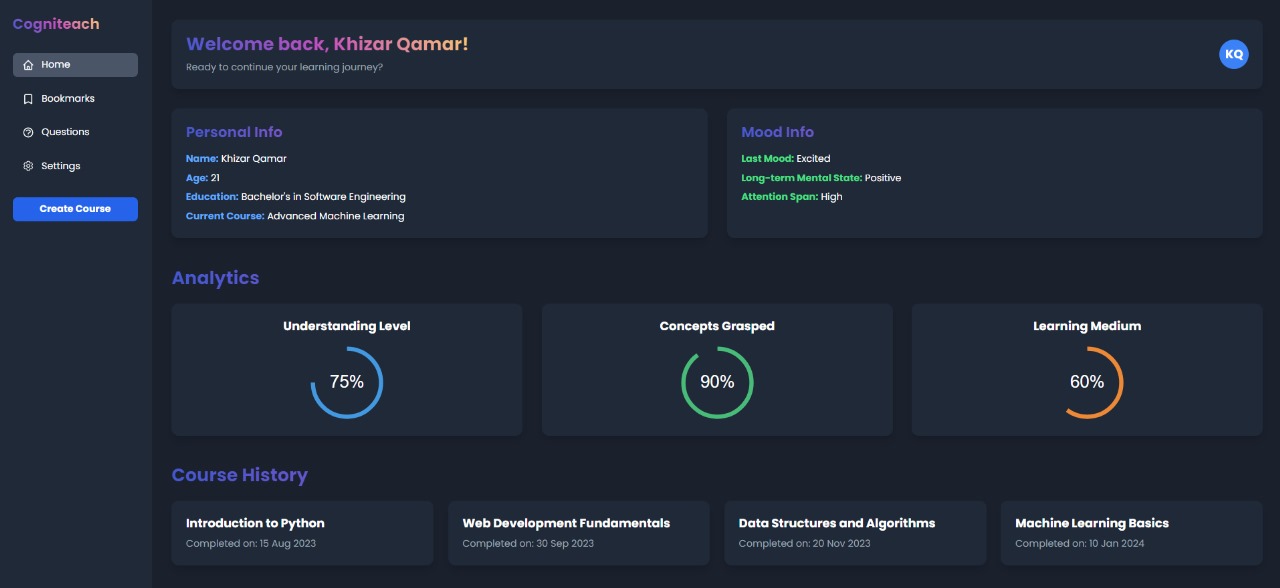 Cogniteach
Home
Bookmarks
Questions
Settings
Create Course
Welcome back, Khizar Qamar!
Ready to continue your learning journey?
KQ
Personal Info
Name: Khizar Qamar
Age: 21
Education: Bachelor's in Software Engineering
Current Course: Advanced Machine Learning
Mood Info
Last Mood: Excited
Long-term Mental State: Positive
Attention Span: High
Analytics
Understanding Level
75%
Concepts Grasped
90%
Learning Medium
60%
Course History
Introduction to Python
Completed on: 15 Aug 2023
Web Development Fundamentals
Completed on: 30 Sep 2023
Data Structures and Algorithms
Completed on: 20 Nov 2023
Machine Learning Basics
Completed on: 10 Jan 2024